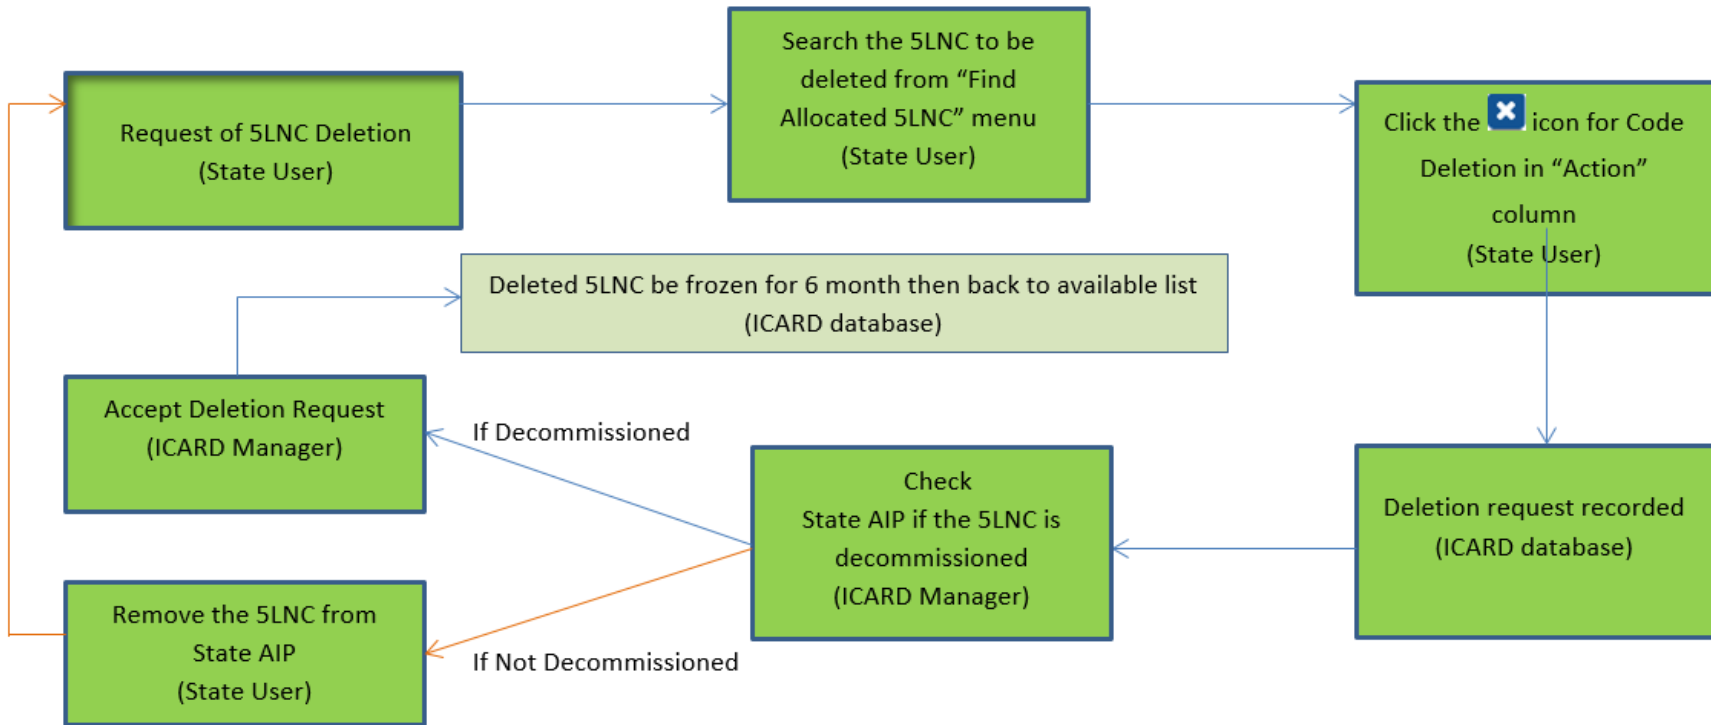 Request of 5LNC Deletion
(State User)
Search the 5LNC to be
deleted from “Find
Allocated 5LNC” menu
(State User)
Click the icon for Code
Deletion in “Action”
column
(State User)
Deletion request recorded
(ICARD database)
Check
State AIP if the 5LNC is
decommissioned
(ICARD Manager)
If Decommissioned
Accept Deletion Request
(ICARD Manager)
Deleted 5LNC be frozen for 6 month then back to available list
(ICARD database)
If Not Decommissioned
Remove the 5LNC from
State AIP
(State User)